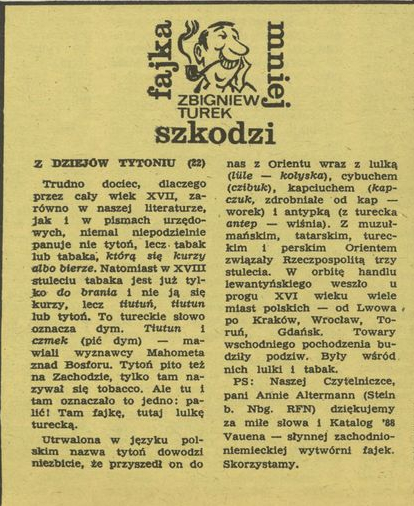 fajka
mniej
ZBIGNIEW
TUREK
szkodzi
Z DZIEJÓW TYTONIU (22)
Trudno dociec, dlaczego
przez cały wiek XVII, za-
równo w naszej literaturze,
jak i w pismach urzędo-
wych, niemal niepodzielnie
panuje nie tytoń, lecz tabak
lub tabaka, którą się kurzy
albo bierze. Natomiast w XVIII
stuleciu tabaka jest już tyl-
ko do brania i nie ją się
kurzy, lecz tiutuń, tiutun
lub tytoń. To tureckie słowo
oznacza dym. Tiutun i
czmek (pić dym) — ma-
wiali wyznawcy Mahometa
znad Bosforu. Tytoń pito też
na Zachodzie, tylko tam na-
zywał się tobacco. Ale tu i
tam oznaczało to jedno: pa-
lić! Tam fajkę, tutaj lulkę
turecką.
Utrwalona w języku pol-
skim nazwa tytoń dowodzi
niezbicie, że przyszedł on do
nas z Orientu wraz z lulką
(lüle — kołyska), cybuchem
(czibuk), kapciuchem (kap-
czuk, zdrobniałe od kap —
worek) i antypką (z turecka
antep — wiśnia). Z muzuł-
mańskim, tatarskim, turec-
kim i perskim Orientem
związały Rzeczpospolitą trzy
stulecia. W orbitę handlu
lewantyńskiego weszło u
progu XVI wieku wiele
miast polskich — od Lwowa
po Kraków, Wrocław, To-
ruń, Gdańsk. Towary
wschodniego pochodzenia bu-
dziły podziw. Były wśród
nich lulki i tabak.
PS: Naszej Czytelniczce,
pani Annie Altermann (Stein
b. Nbg. RFN) dziękujemy
za miłe słowa i Katalog '88
Vauena — słynnej zachodnio-
niemieckiej wytwórni fajek.
Skorzystamy.